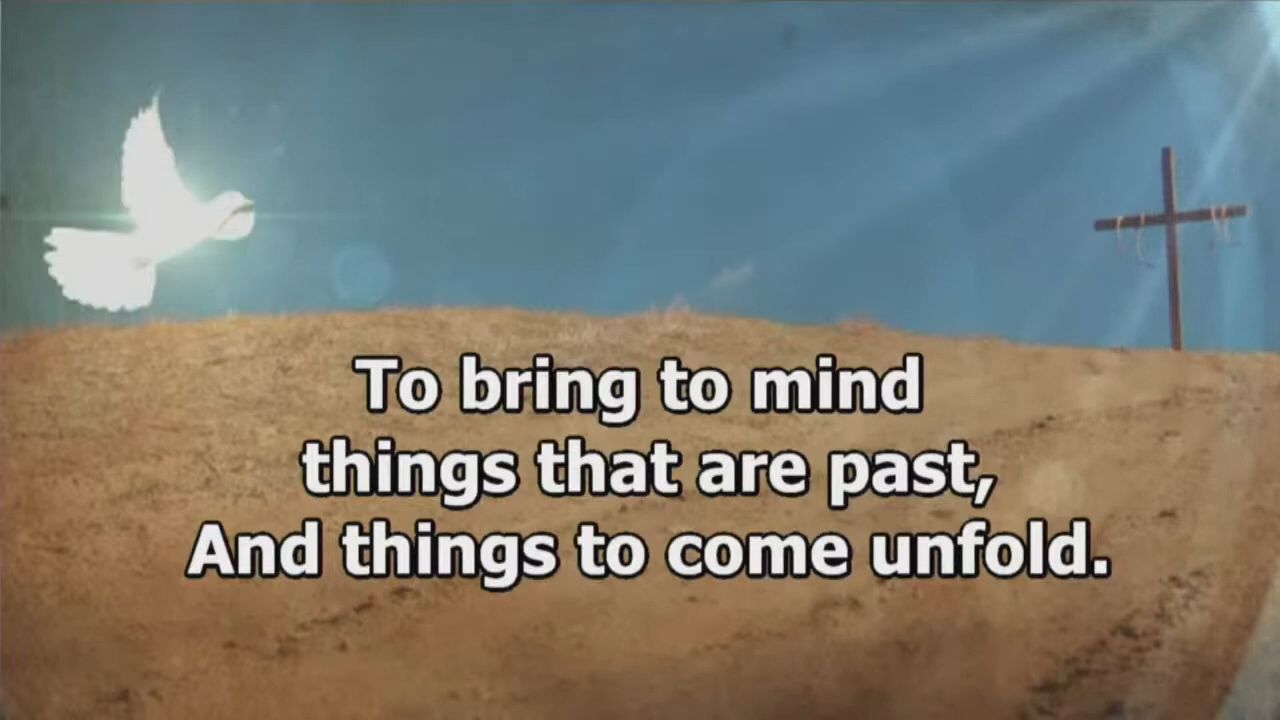 To bring to mind
things that are past,
And things to come unfold.